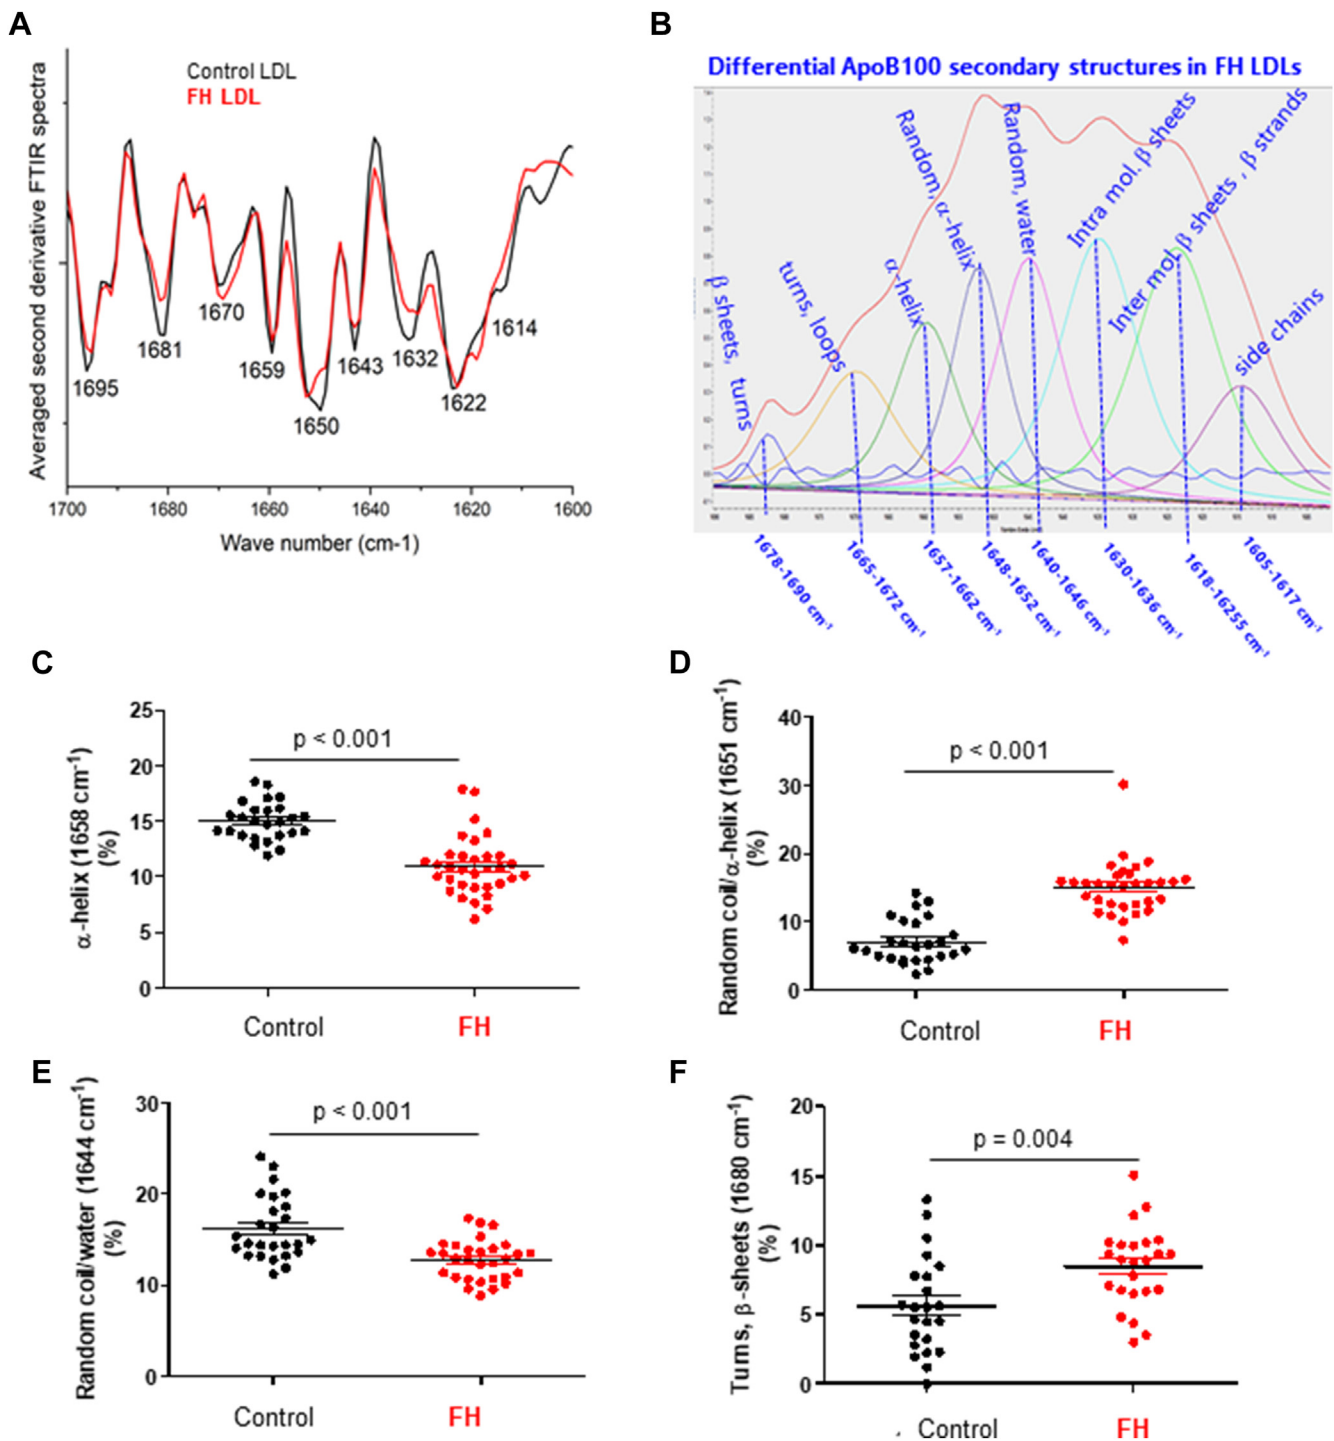 A
Averaged second derivative FTIR spectra
Control LDL
FH LDL
1695
1681
1670
1659
1650
1643
1632
1622
1614
1700
1680
1660
1640
1620
1600
Wave number (cm-1)
B
Differential ApoB100 secondary structures in FH LDLs
β sheets, turns
turns, loops
α-helix
Random, α-helix
Random, water
Intra mol. β sheets
Inter mol. β sheets , β strands
side chains
1678-1690 cm-1
1665-1672 cm-1
1657-1662 cm-1
1648-1652 cm-1
1640-1646 cm-1
1630-1636 cm-1
1618-16255 cm-1
1605-1617 cm-1
C
α-helix (1658 cm-1)
(%)
25
20
15
10
5
0
p < 0.001
Control
FH
D
Random coil/α-helix (1651 cm-1)
(%)
40
30
20
10
0
p < 0.001
Control
FH
E
Random coil/water (1644 cm-1)
(%)
30
20
10
0
p < 0.001
Control
FH
F
Turns, β-sheets (1680 cm-1)
(%)
20
15
10
5
0
p = 0.004
Control
FH